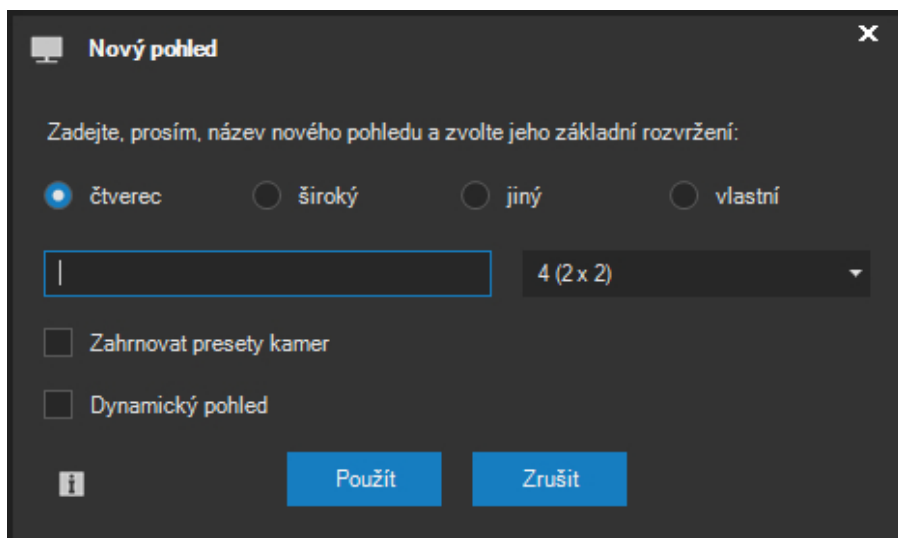 Nový pohled
Zadejte, prosím, název nového pohledu a zvolte jeho základní rozvržení:
čtverec široký jiný vlastní
4 (2 x 2)
Zahrnovat presety kamer
Dynamický pohled
Použít Zrušit